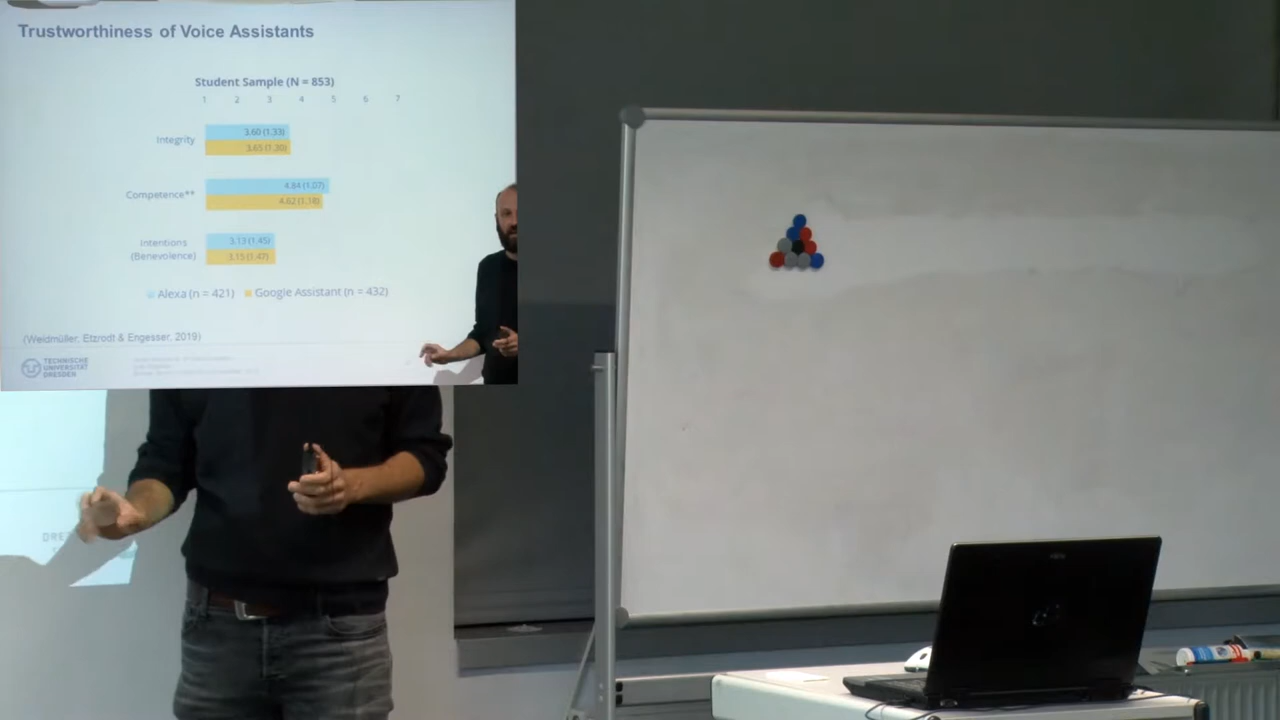 Trustworthiness of Voice Assistants
Student Sample (N = 853)
1 2 3 4 5 6 7
Integrity
3.60 (1.33)
3.65 (1.30)
Competence**
4.84 (1.07)
4.62 (1.18)
Intentions
(Benevolence)
3.13 (1.45)
3.15 (1.47)
Alexa (n = 421) Google Assistant (n = 432)
(Weidmüller, Etzrodt & Engesser, 2019)
TECHNISCHE
UNIVERSITÄT
DRESDEN